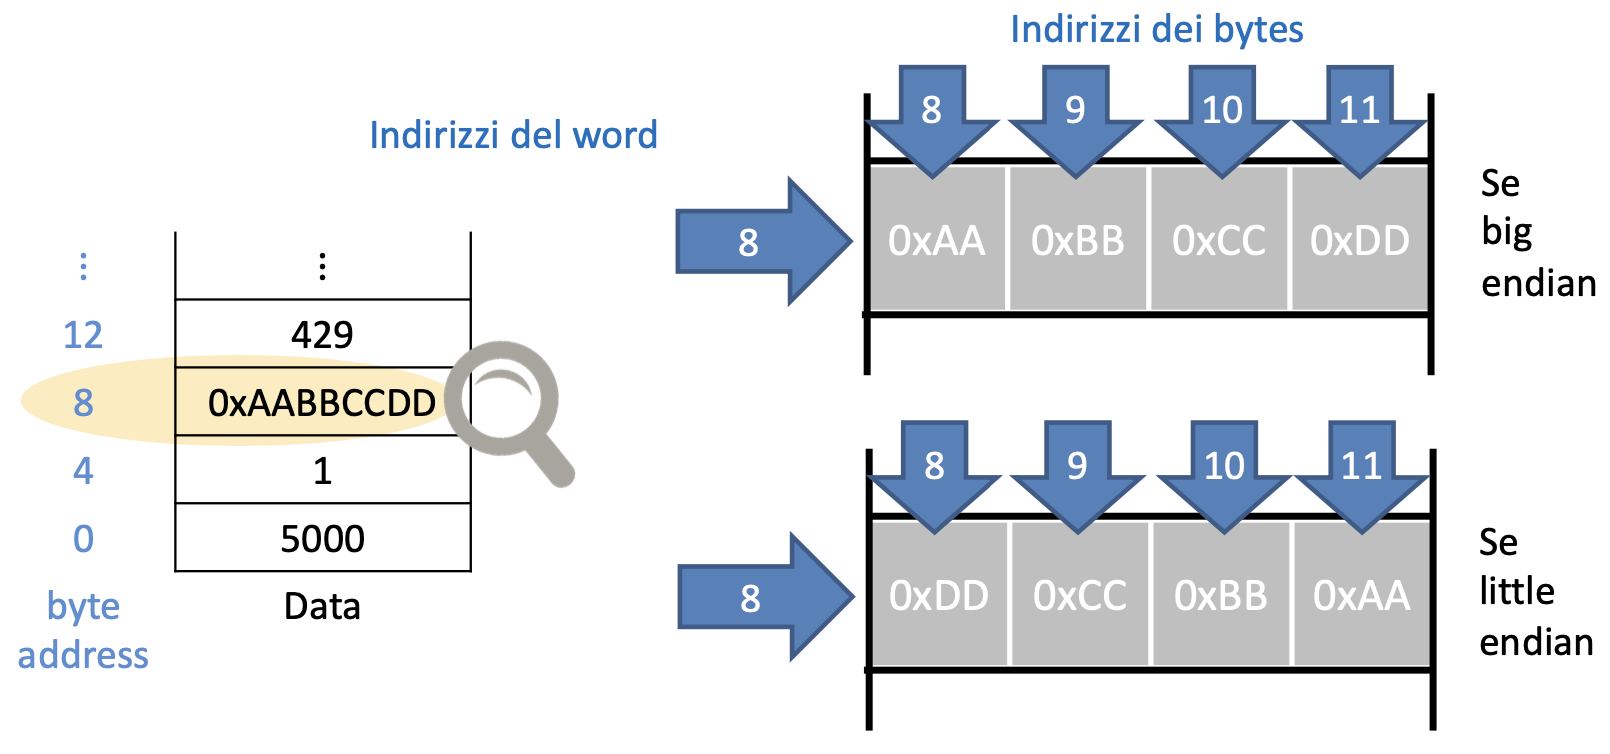 Indirizzi dei bytes
8 9 10 11
Indirizzi del word
8
0xAA 0xBB 0xCC 0xDD
Se
big
endian
⋮ ⋮
12 429
8 0xAABBCCDD
4 1
0 5000
byte
address
Data
8 9 10 11
8
0xDD 0xCC 0xBB 0xAA
Se
little
endian